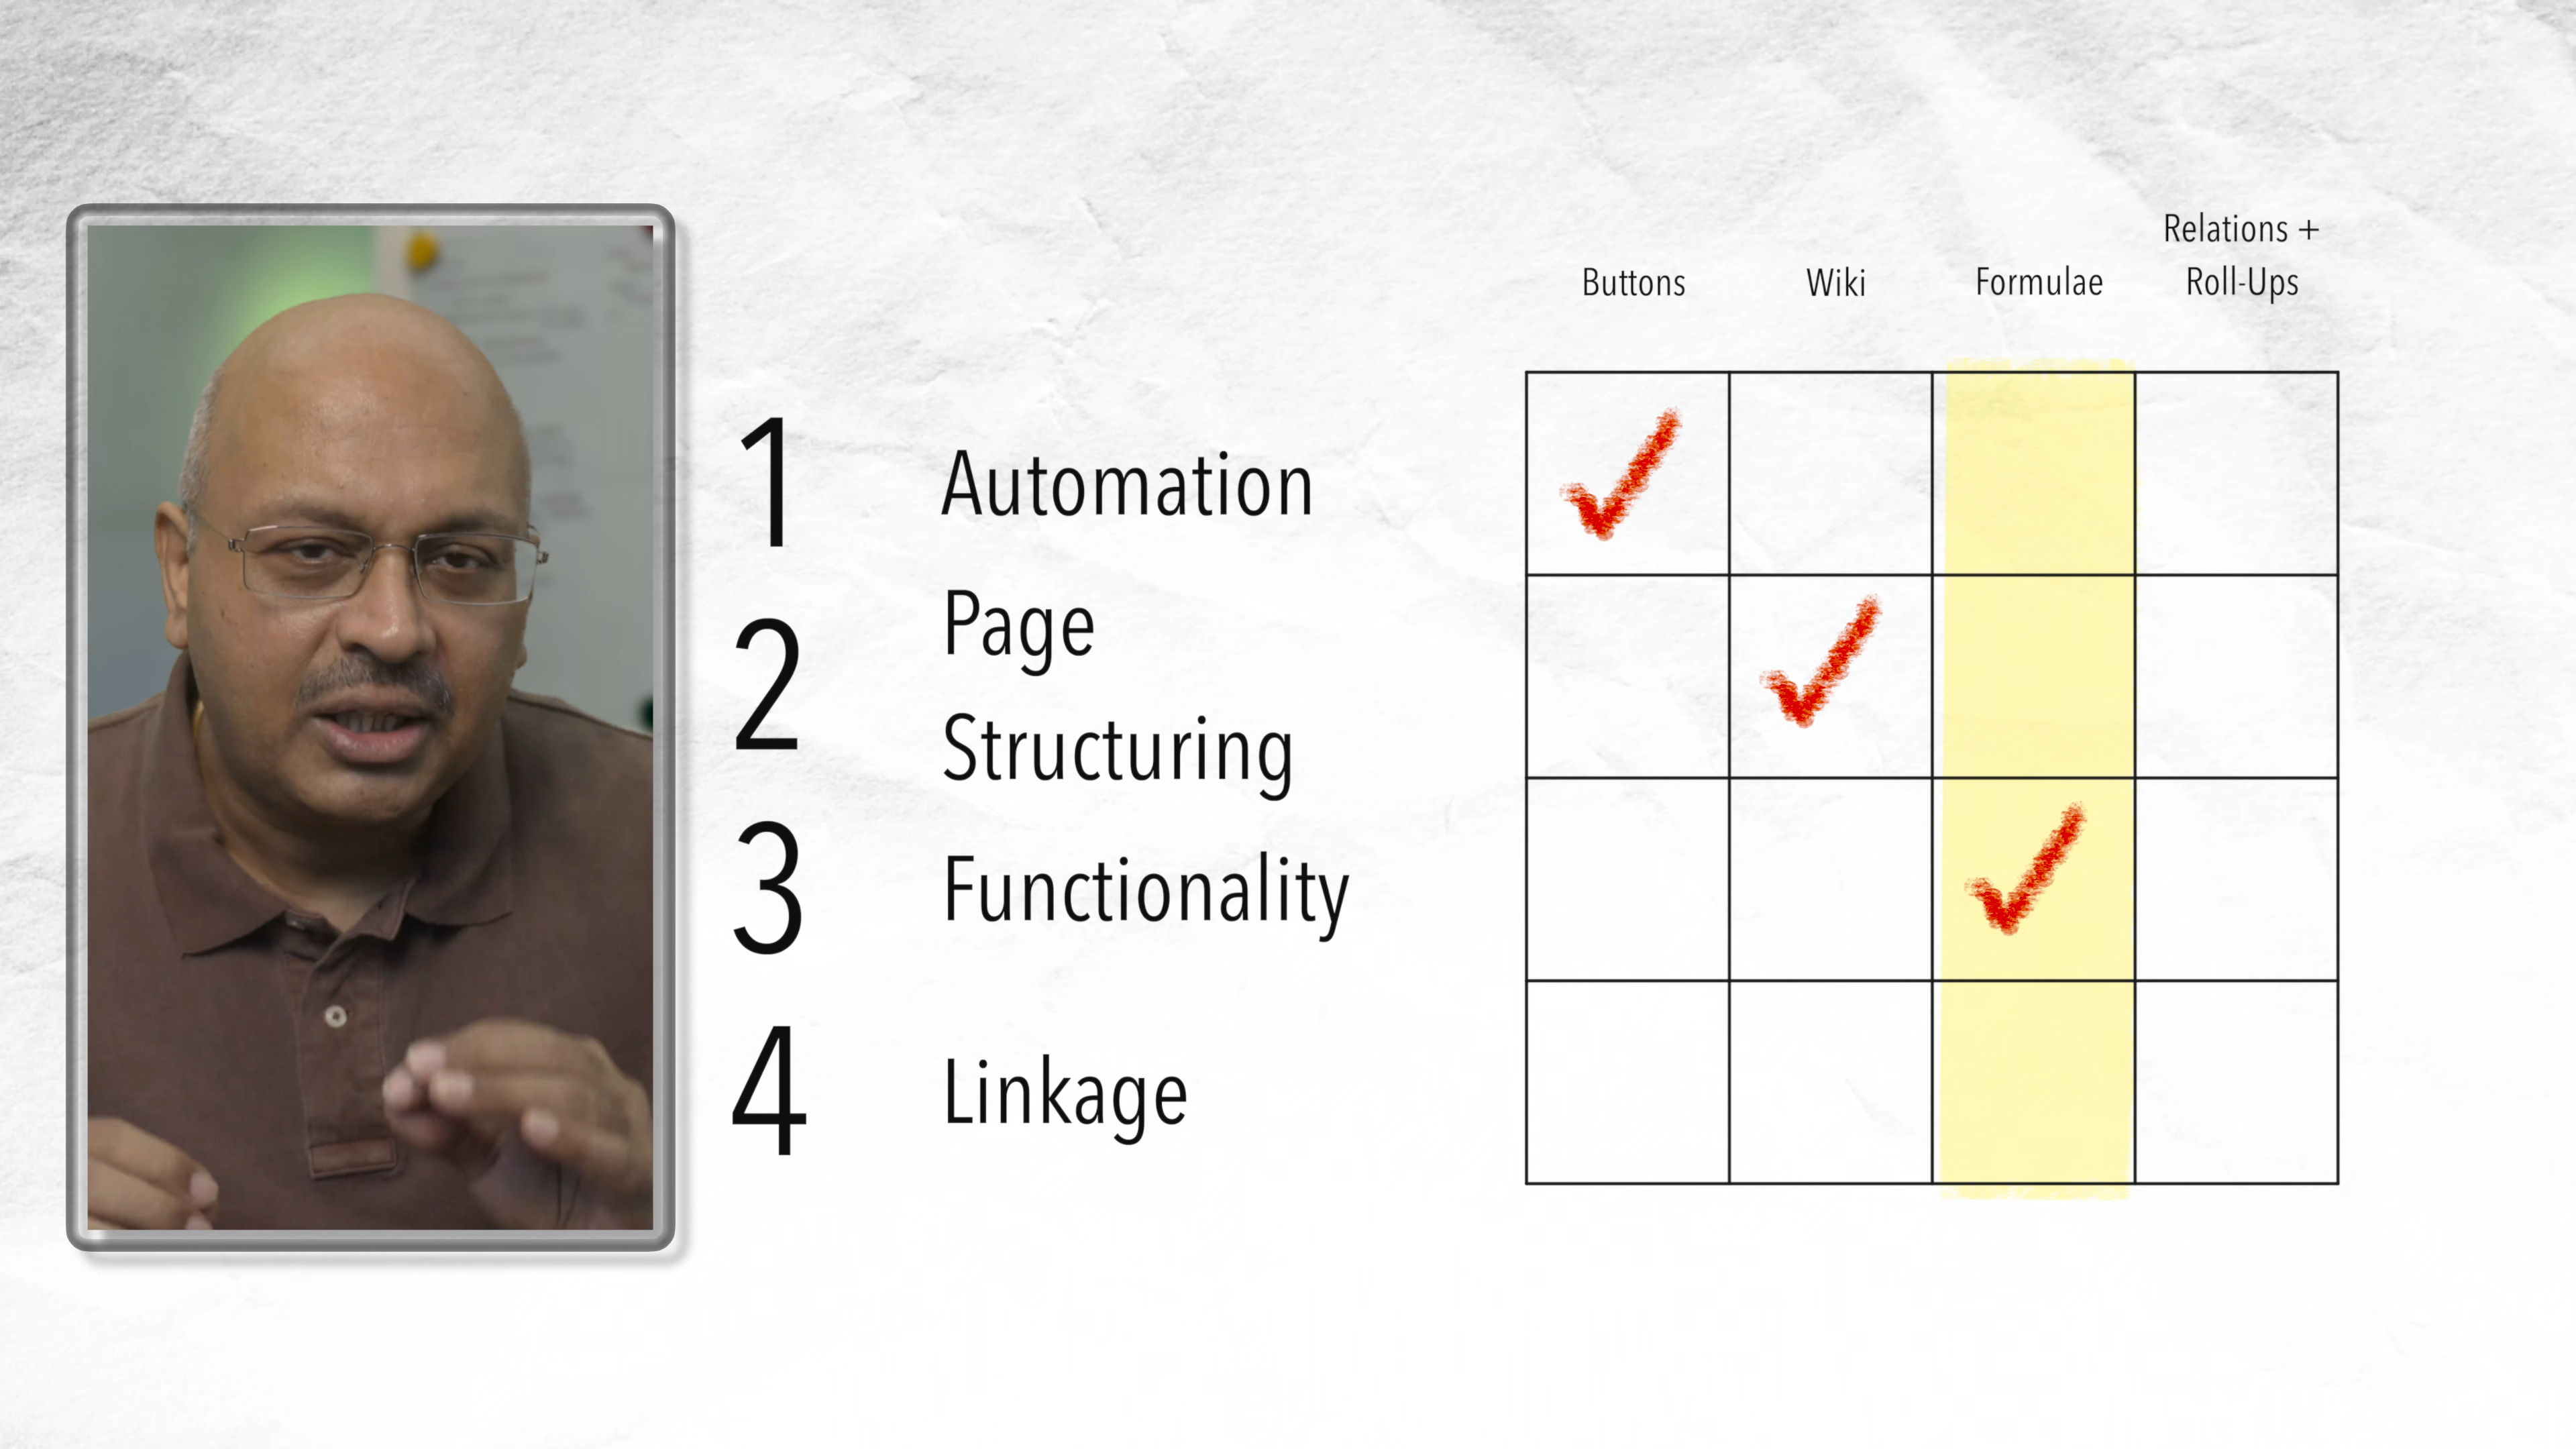 Relations +
Buttons Wiki Formulae Roll-Ups
1 Automation
2 Page
Structuring
3 Functionality
4 Linkage